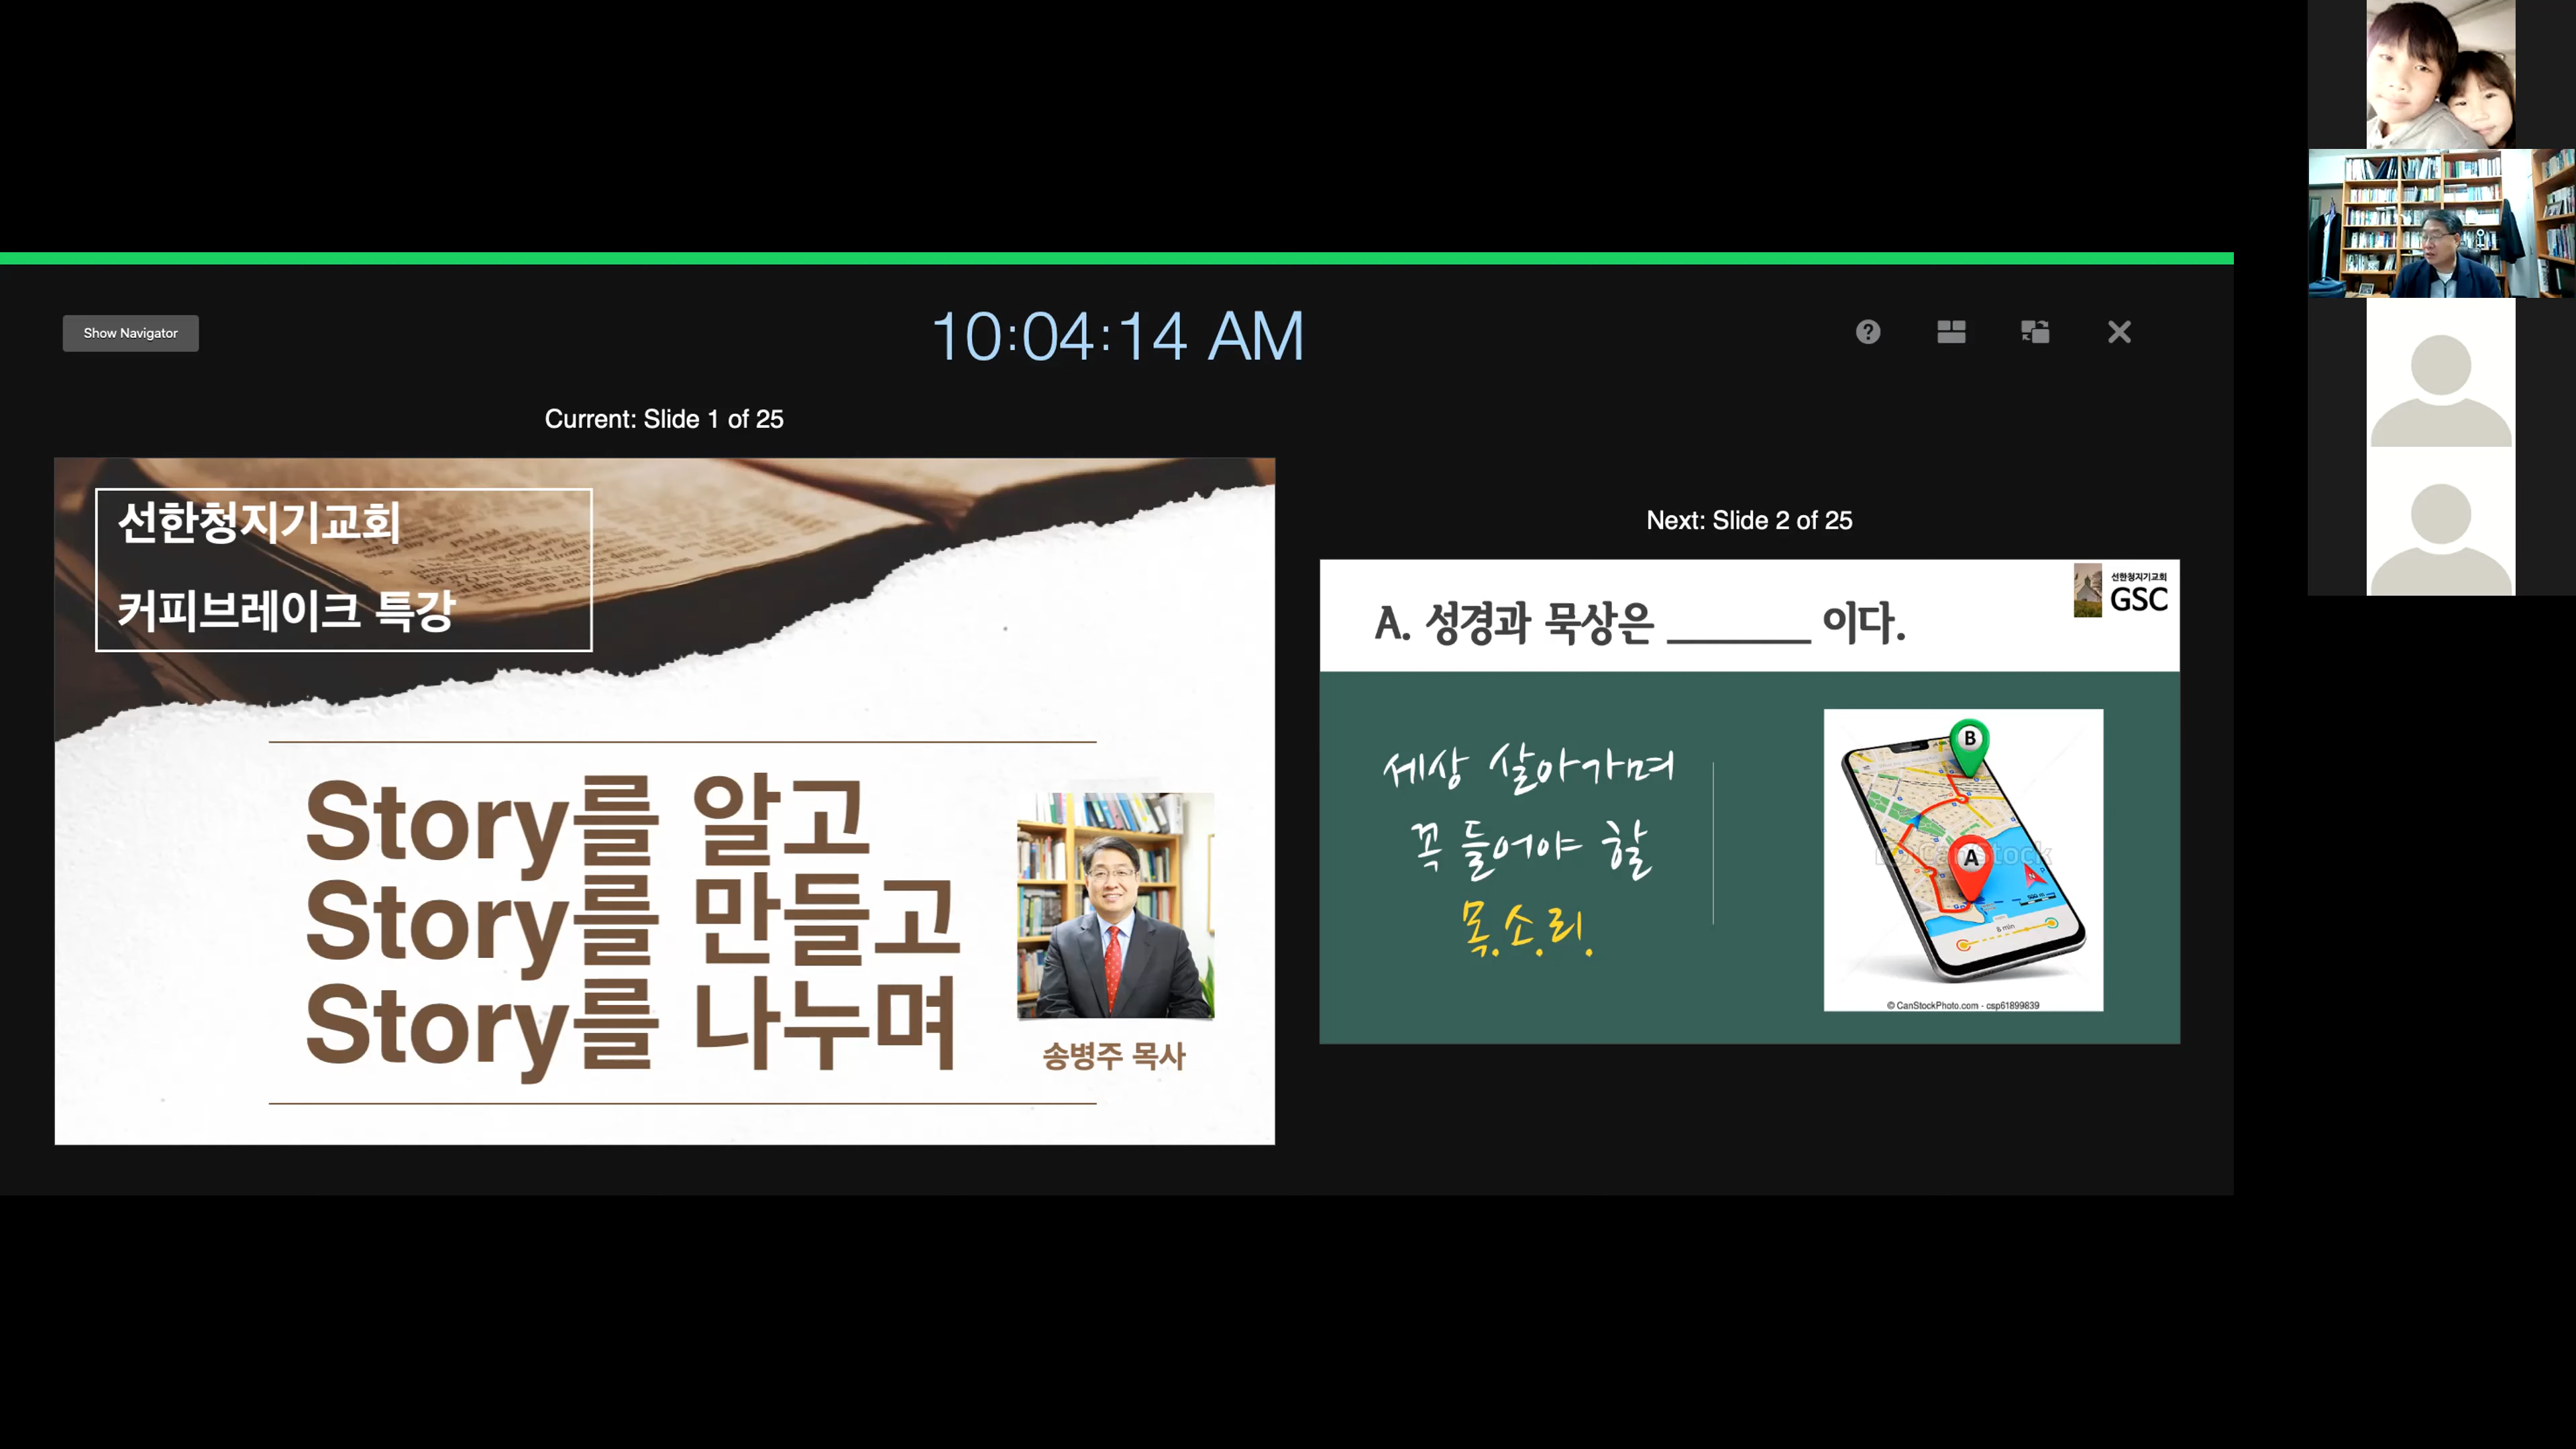 10:04:14 AM
Show Navigator
Current: Slide 1 of 25
선한청지기교회
커피브레이크 특강
PSALM
Story를 알고
Story를 만들고
Story를 나누며
송병주 목사
Next: Slide 2 of 25
A. 성경과 묵상은 ________ 이다.
선한청지기교회
GSC
세상 살아가며
꼭 들어야 할
목.소.리.
B
A
CanStock
6 min
© CanStockPhoto.com - csp61899839